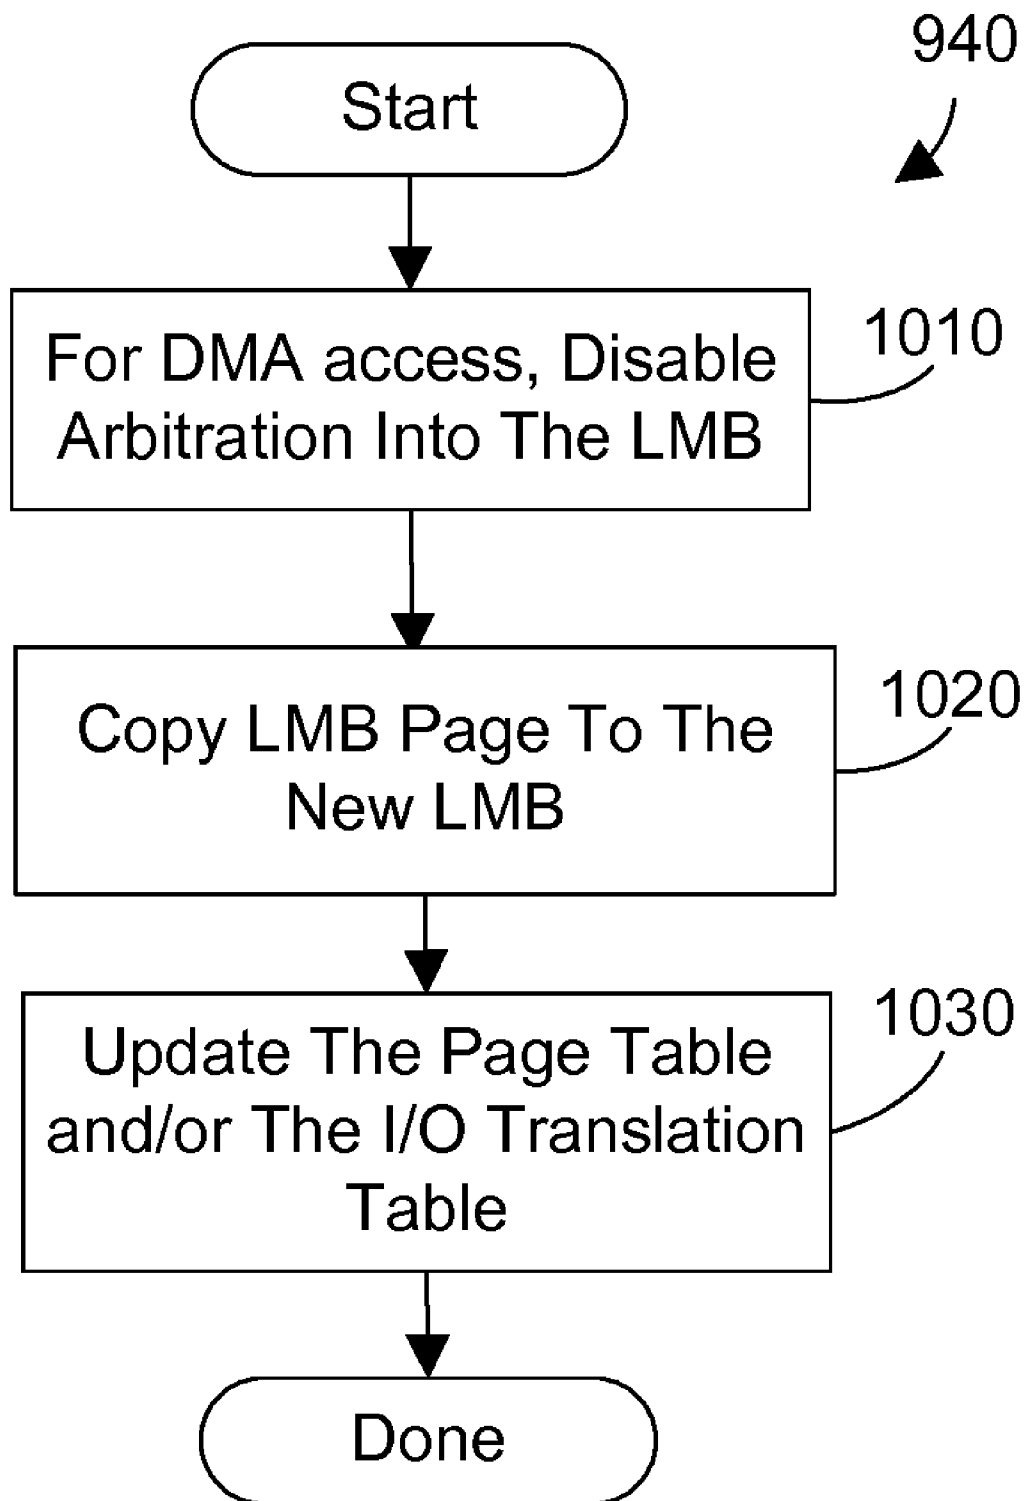 940
Start
1010
For DMA access, Disable
Arbitration Into The LMB
1020
Copy LMB Page To The
New LMB
1030
Update The Page Table
and/or The I/O Translation
Table
Done